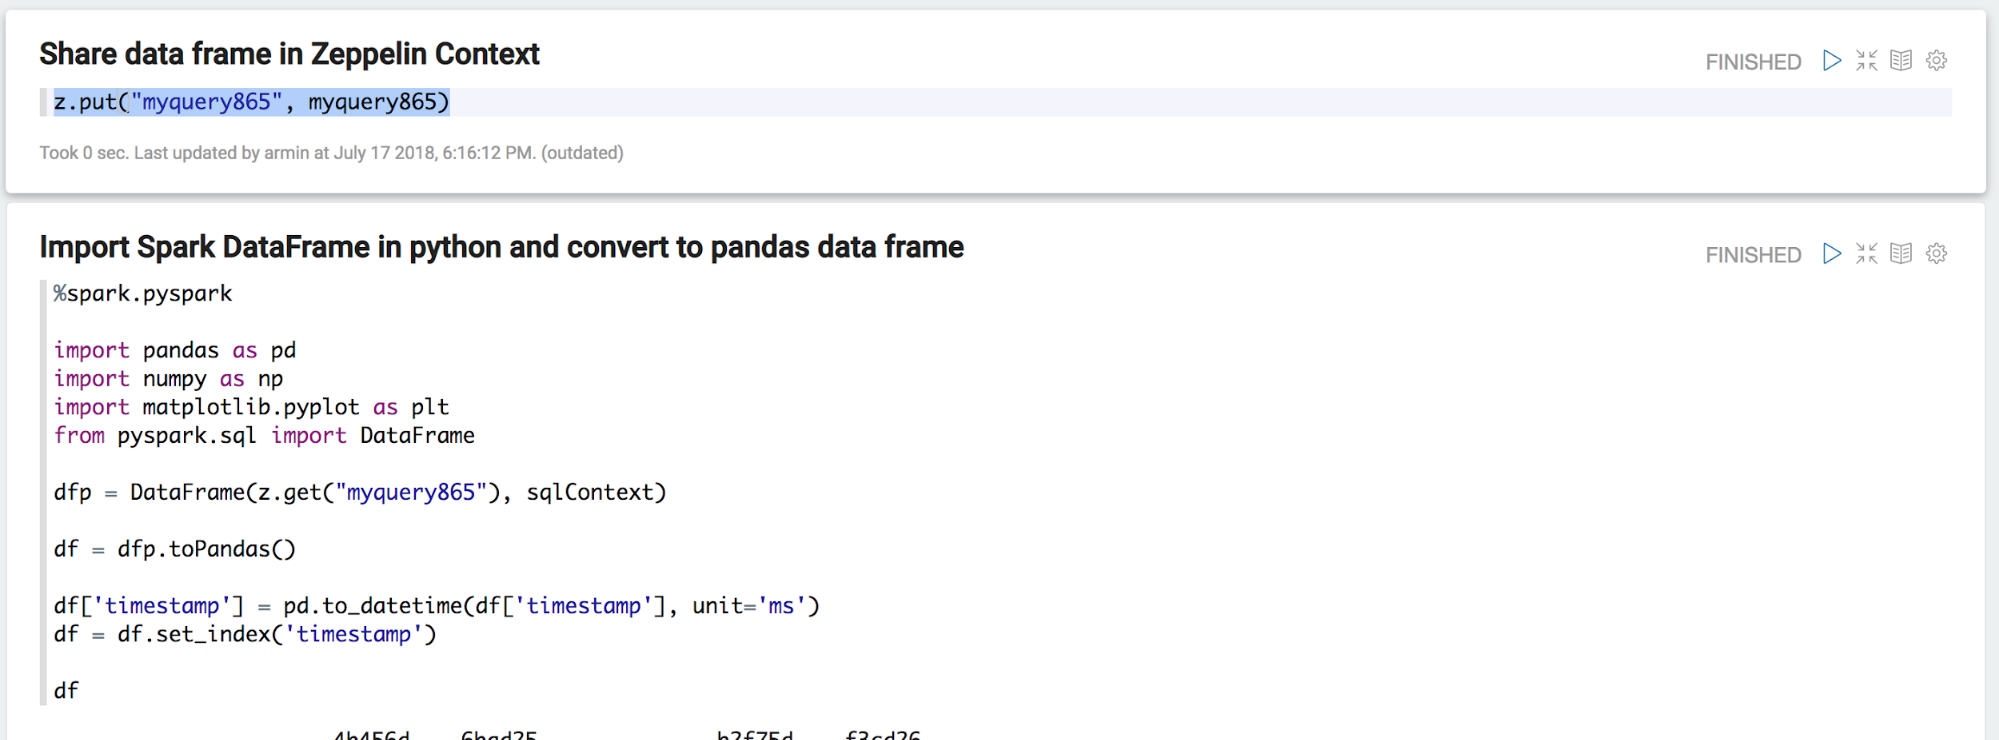 Share data frame in Zeppelin Context
FINISHED
z.put("myquery865", myquery865)
Took 0 sec. Last updated by armin at July 17 2018, 6:16:12 PM. (outdated)
Import Spark DataFrame in python and convert to pandas data frame
FINISHED
%spark.pyspark
import pandas as pd
import numpy as np
import matplotlib.pyplot as plt
from pyspark.sql import DataFrame
dfp = DataFrame(z.get("myquery865"), sqlContext)
df = dfp.toPandas()
df['timestamp'] = pd.to_datetime(df['timestamp'], unit='ms')
df = df.set_index('timestamp')
df